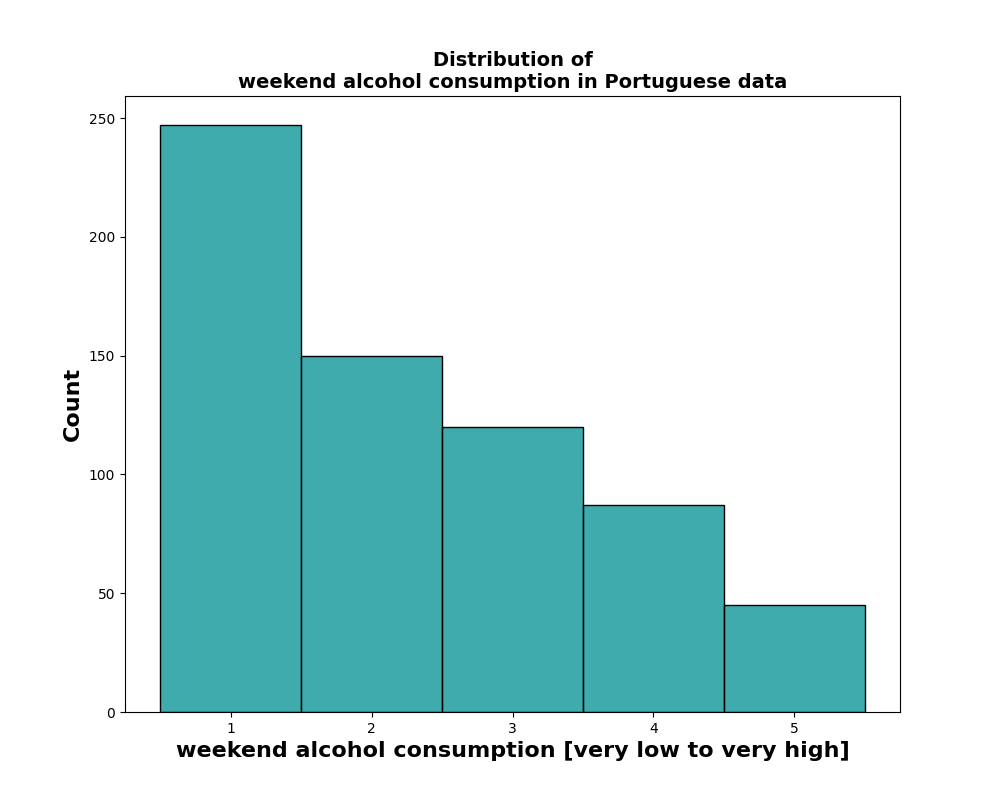 Distribution of
weekend alcohol consumption in Portuguese data
250
200
150
100
50
0
Count
1 2 3 4 5
weekend alcohol consumption [very low to very high]